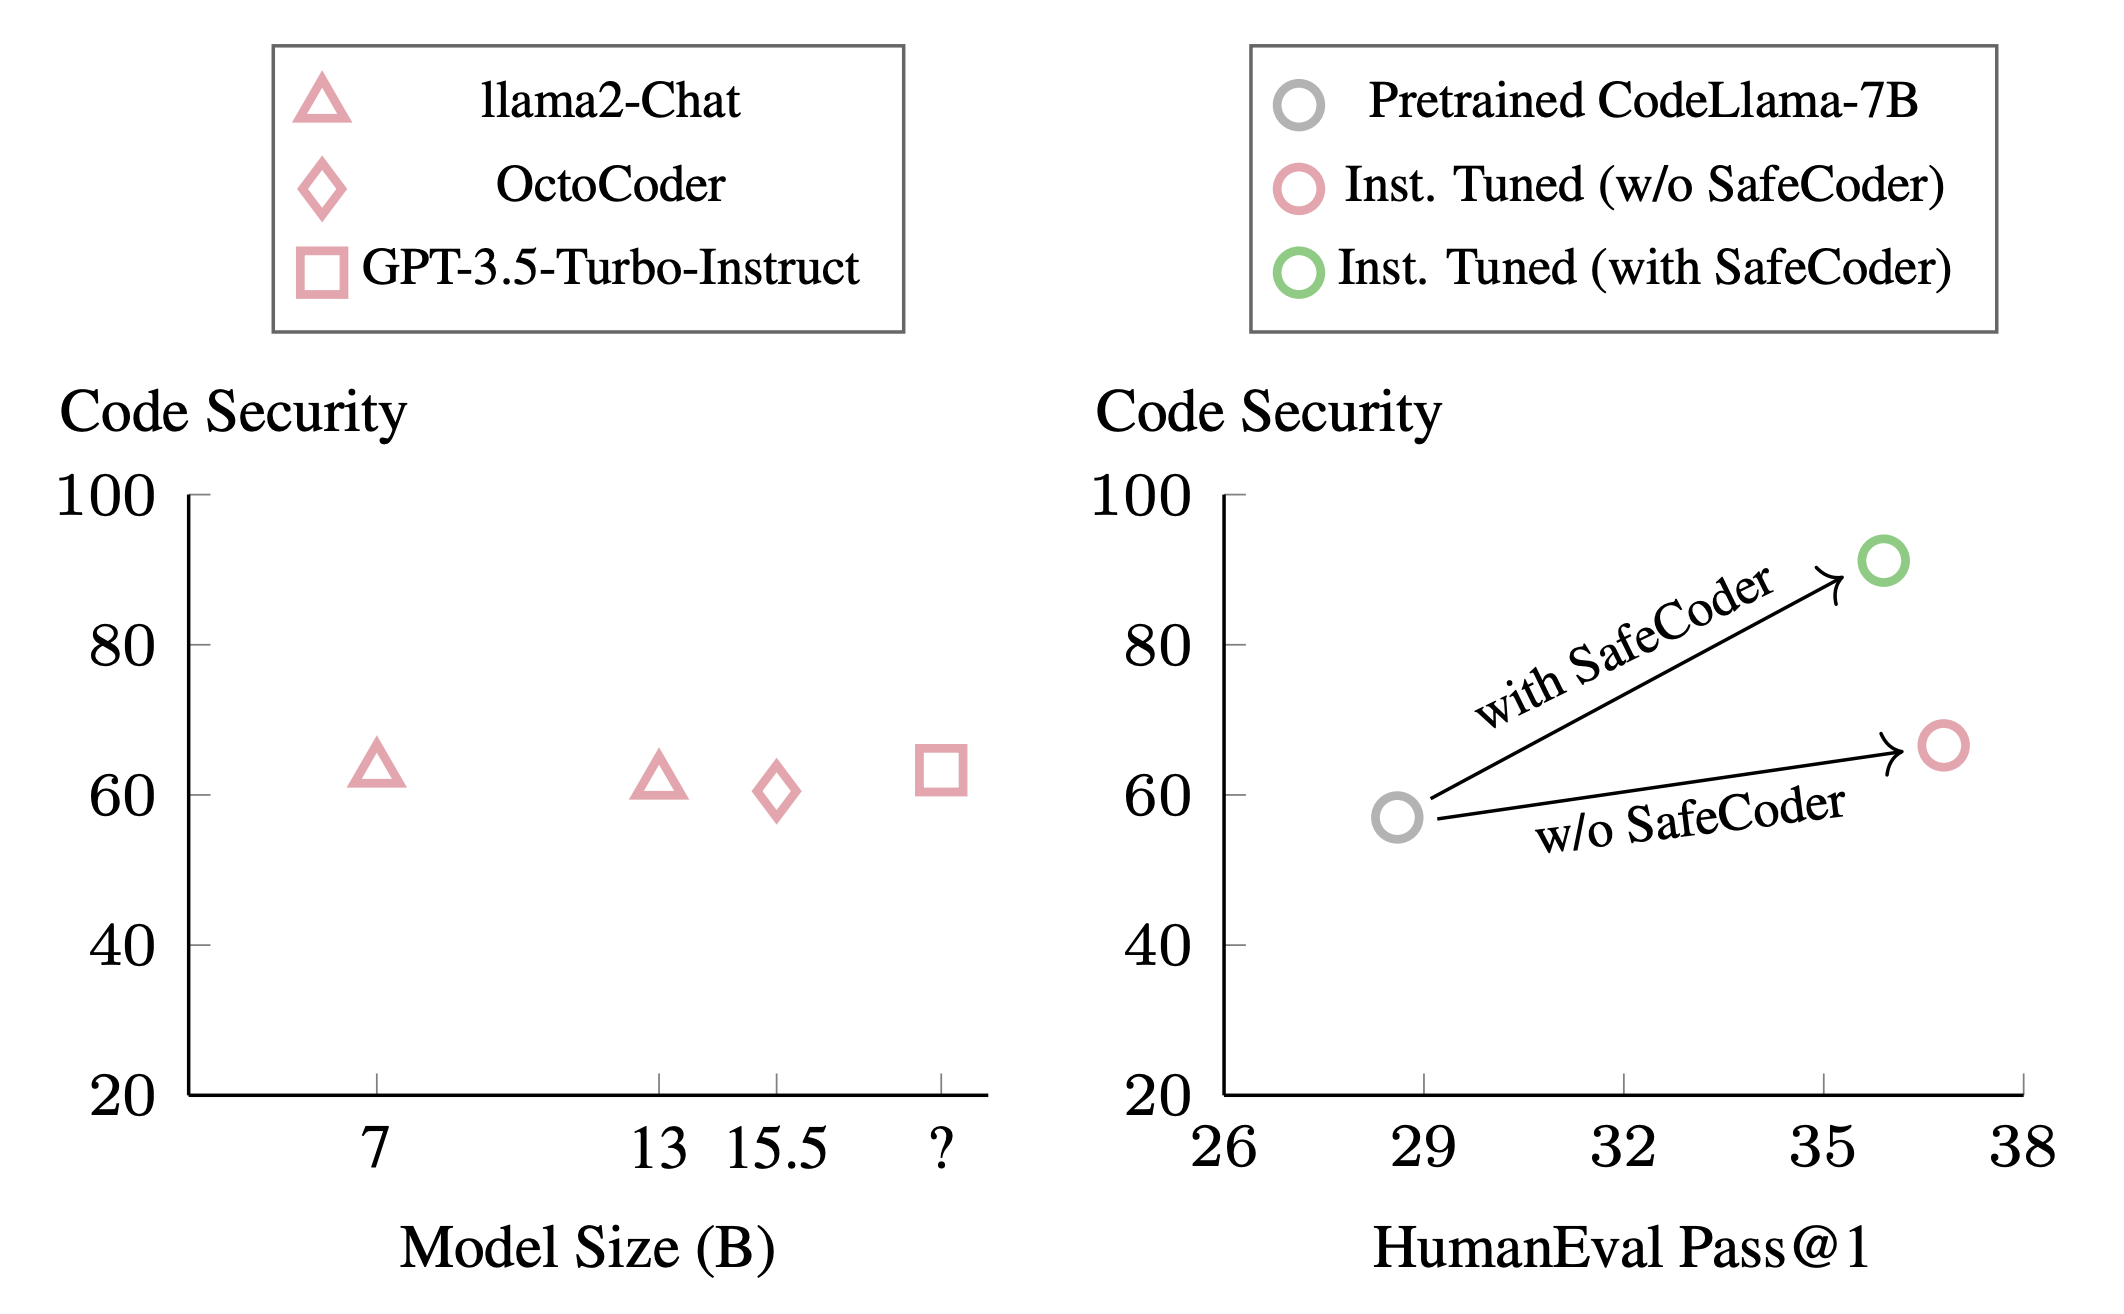 llama2-Chat
OctoCoder
GPT-3.5-Turbo-Instruct
Code Security
100
80
60
40
20
7 13 15.5 ?
Model Size (B)
Pretrained CodeLlama-7B
Inst. Tuned (w/o SafeCoder)
Inst. Tuned (with SafeCoder)
Code Security
100
80
60
40
20
with SafeCoder
w/o SafeCoder
26 29 32 35 38
HumanEval Pass@1